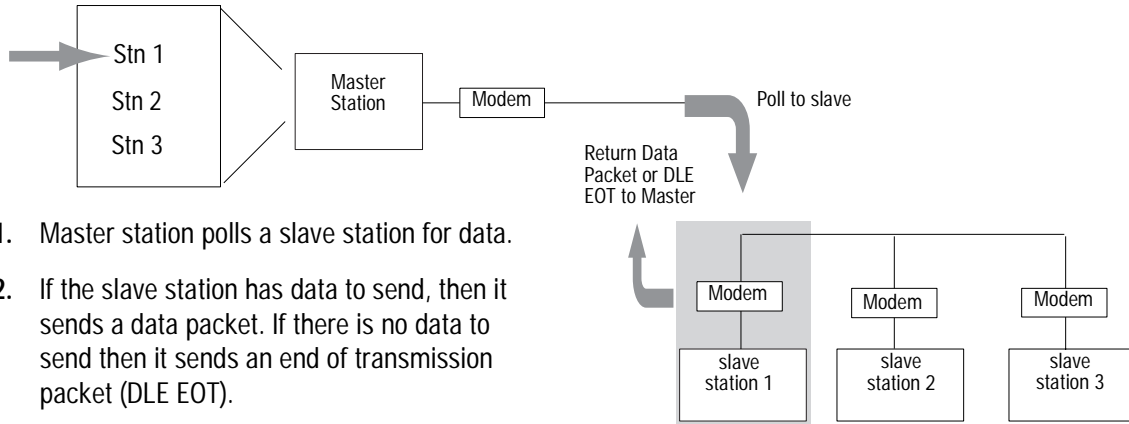 Stn 1
Stn 2
Stn 3
Master
Station
Modem
Poll to slave
Return Data
Packet or DLE
EOT to Master
1. Master station polls a slave station for data.
2. If the slave station has data to send, then it
sends a data packet. If there is no data to
send then it sends an end of transmission
packet (DLE EOT).
Modem
Modem
Modem
slave
station 1
slave
station 2
slave
station 3